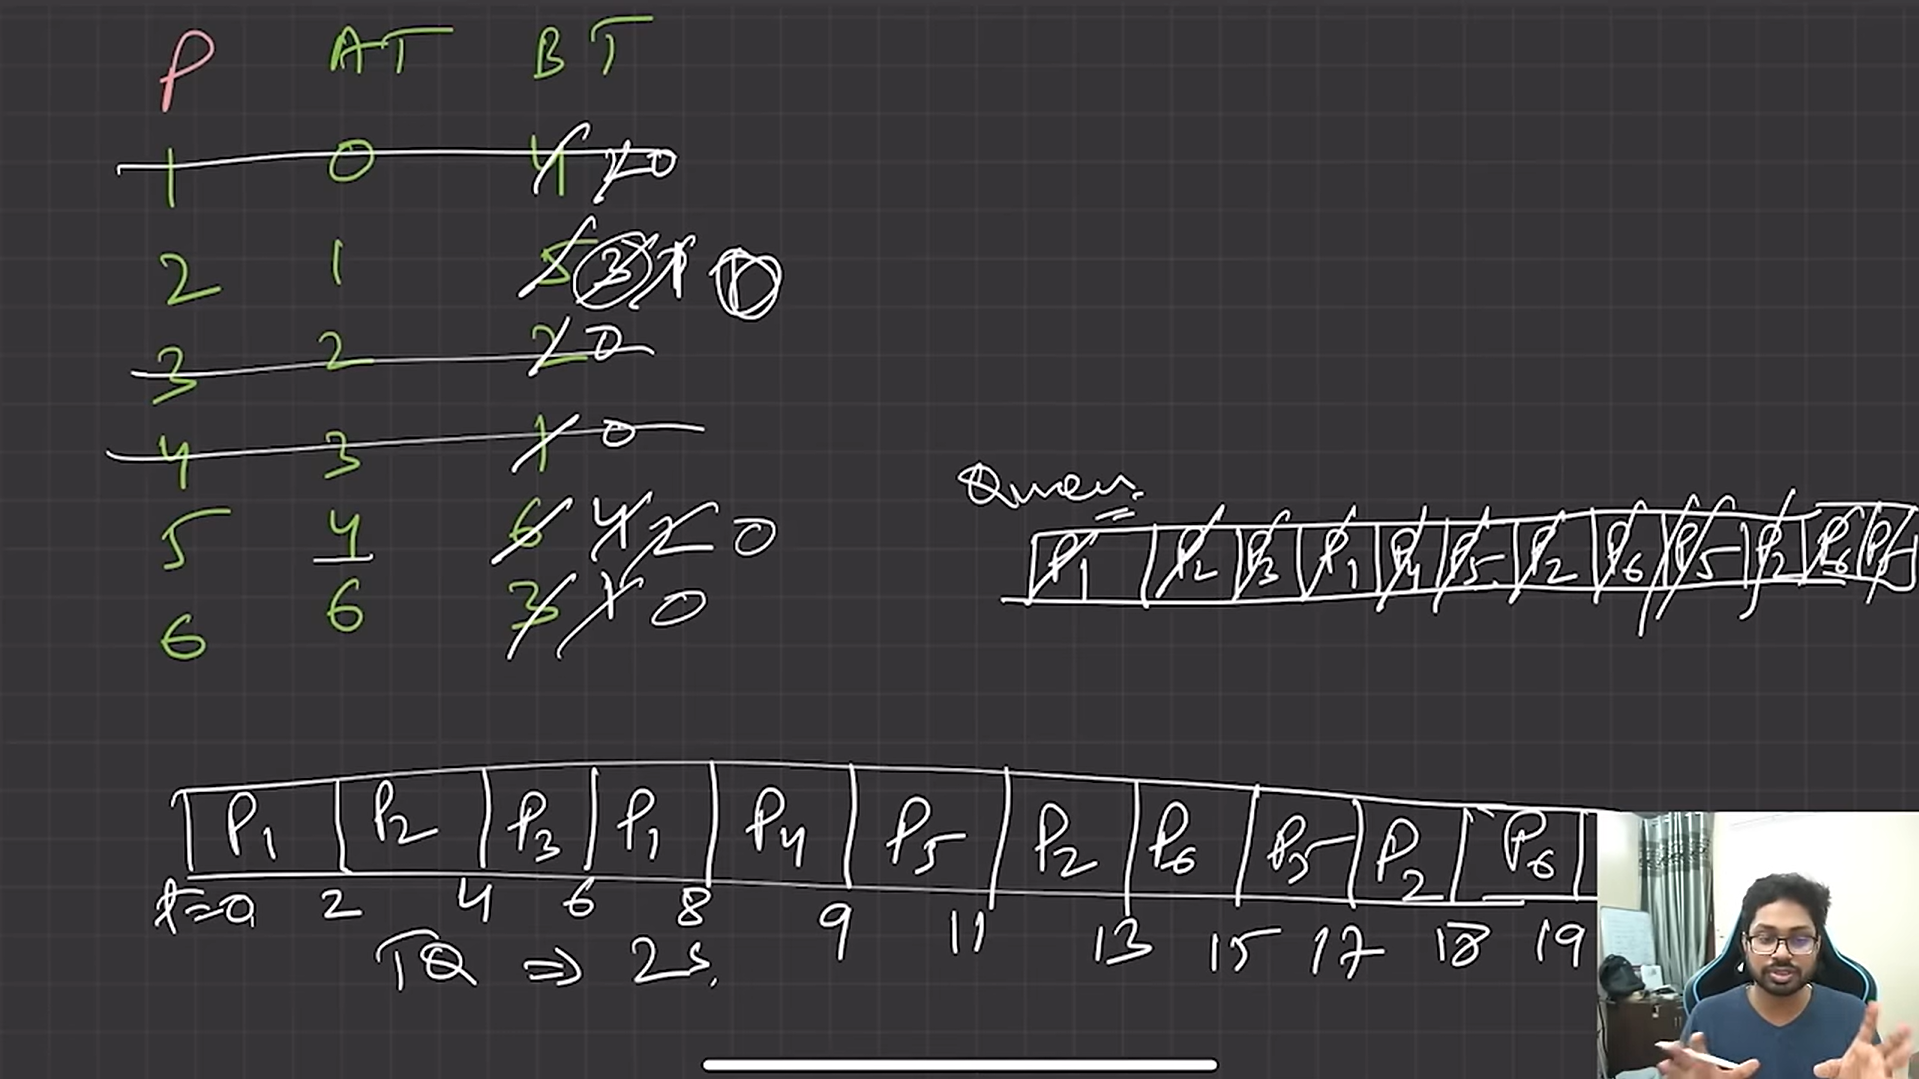 P AT BT
1 0 4 2 0
2 1 5 3 1 0
3 2 2 0
4 3 1 0
5 4 6 4 2 0
6 6 3 1 0
P1 P2 P3 P1 P4 P5 P2 P6 P5 P2 P6 P5
P1 P2 P3 P1 P4 P5 P2 P6 P5 P2 P6
t=0 2 4 6 8 9 11 13 15 17 18 19
TQ ⇒ 2s.